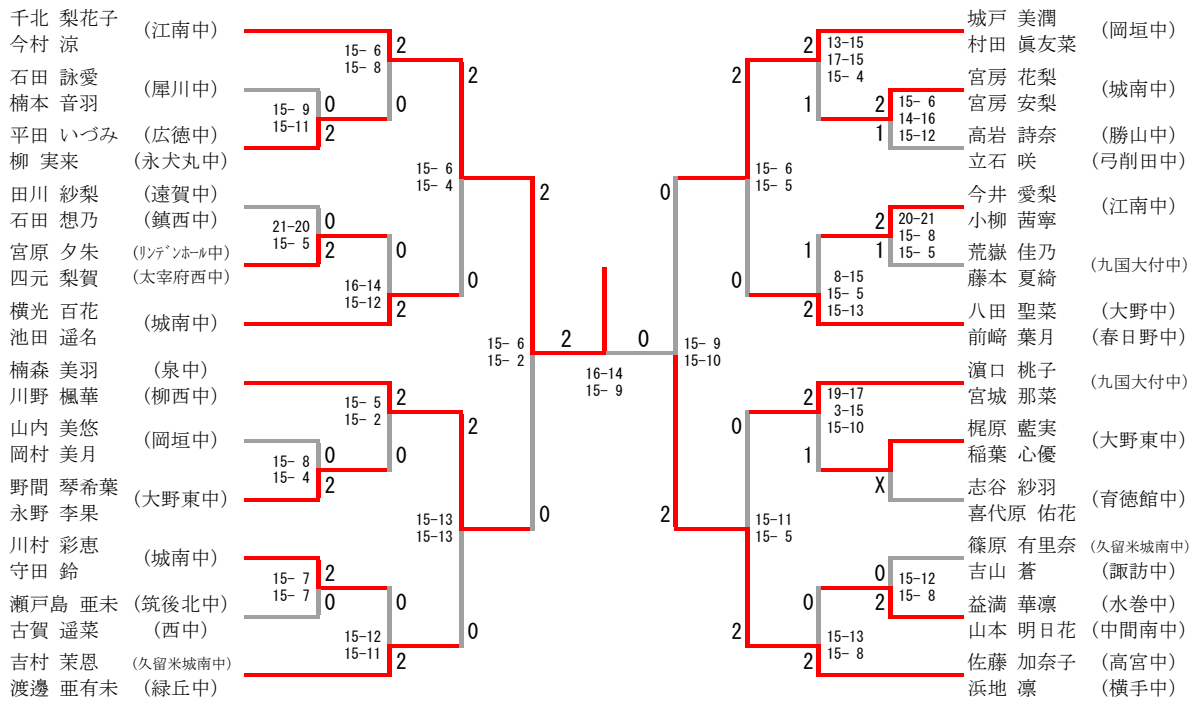 千北 梨花子
今村 涼
(江南中)
石田 詠愛
楠本 音羽
(犀川中)
平田 いづみ (広徳中)
柳 実来 (永犬丸中)
田川 紗梨 (遠賀中)
石田 想乃 (鎮西中)
宮原 夕朱 (リンデンホール中)
四元 梨賀 (太宰府西中)
横光 百花
池田 遥名
(城南中)
楠森 美羽 (泉中)
川野 楓華 (柳西中)
山内 美悠
岡村 美月
(岡垣中)
野間 琴希葉
永野 李果
(大野東中)
川村 彩恵
守田 鈴
(城南中)
瀬戸島 亜未 (筑後北中)
古賀 遥菜 (西中)
吉村 茉恩 (久留米城南中)
渡邊 亜有未 (緑丘中)
15- 9
15-11
0
2
21-20
15- 5
0
2
15- 8
15- 4
0
2
15- 7
15- 7
2
0
15- 6
15- 8
2
0
16-14
15-12
0
2
15- 5
15- 2
2
0
15-12
15-11
0
2
15- 6
15- 4
2
0
15-13
15-13
2
0
15- 6
15- 2
2
0
2
0
16-14
15- 9
0
2
15- 9
15-10
2
0
15- 6
15- 5
0
2
15-11
15- 5
2
1
13-15
17-15
15- 4
1
2
8-15
15- 5
15-13
2
1
19-17
3-15
15-10
0
2
15-13
15- 8
2
1
15- 6
14-16
15-12
2
1
20-21
15- 8
15- 5
X
0
2
15-12
15- 8
城戸 美潤
村田 眞友菜
(岡垣中)
宮房 花梨
宮房 安梨
(城南中)
高岩 詩奈 (勝山中)
立石 咲 (弓削田中)
今井 愛梨
小柳 茜寧
(江南中)
荒嶽 佳乃
藤本 夏綺
(九国大付中)
八田 聖菜 (大野中)
前﨑 葉月 (春日野中)
濵口 桃子
宮城 那菜
(九国大付中)
梶原 藍実
稲葉 心優
(大野東中)
志谷 紗羽
喜代原 佑花
(育徳館中)
篠原 有里奈 (久留米城南中)
吉山 蒼 (諏訪中)
益満 華凛 (水巻中)
山本 明日花 (中間南中)
佐藤 加奈子 (高宮中)
浜地 凛 (横手中)